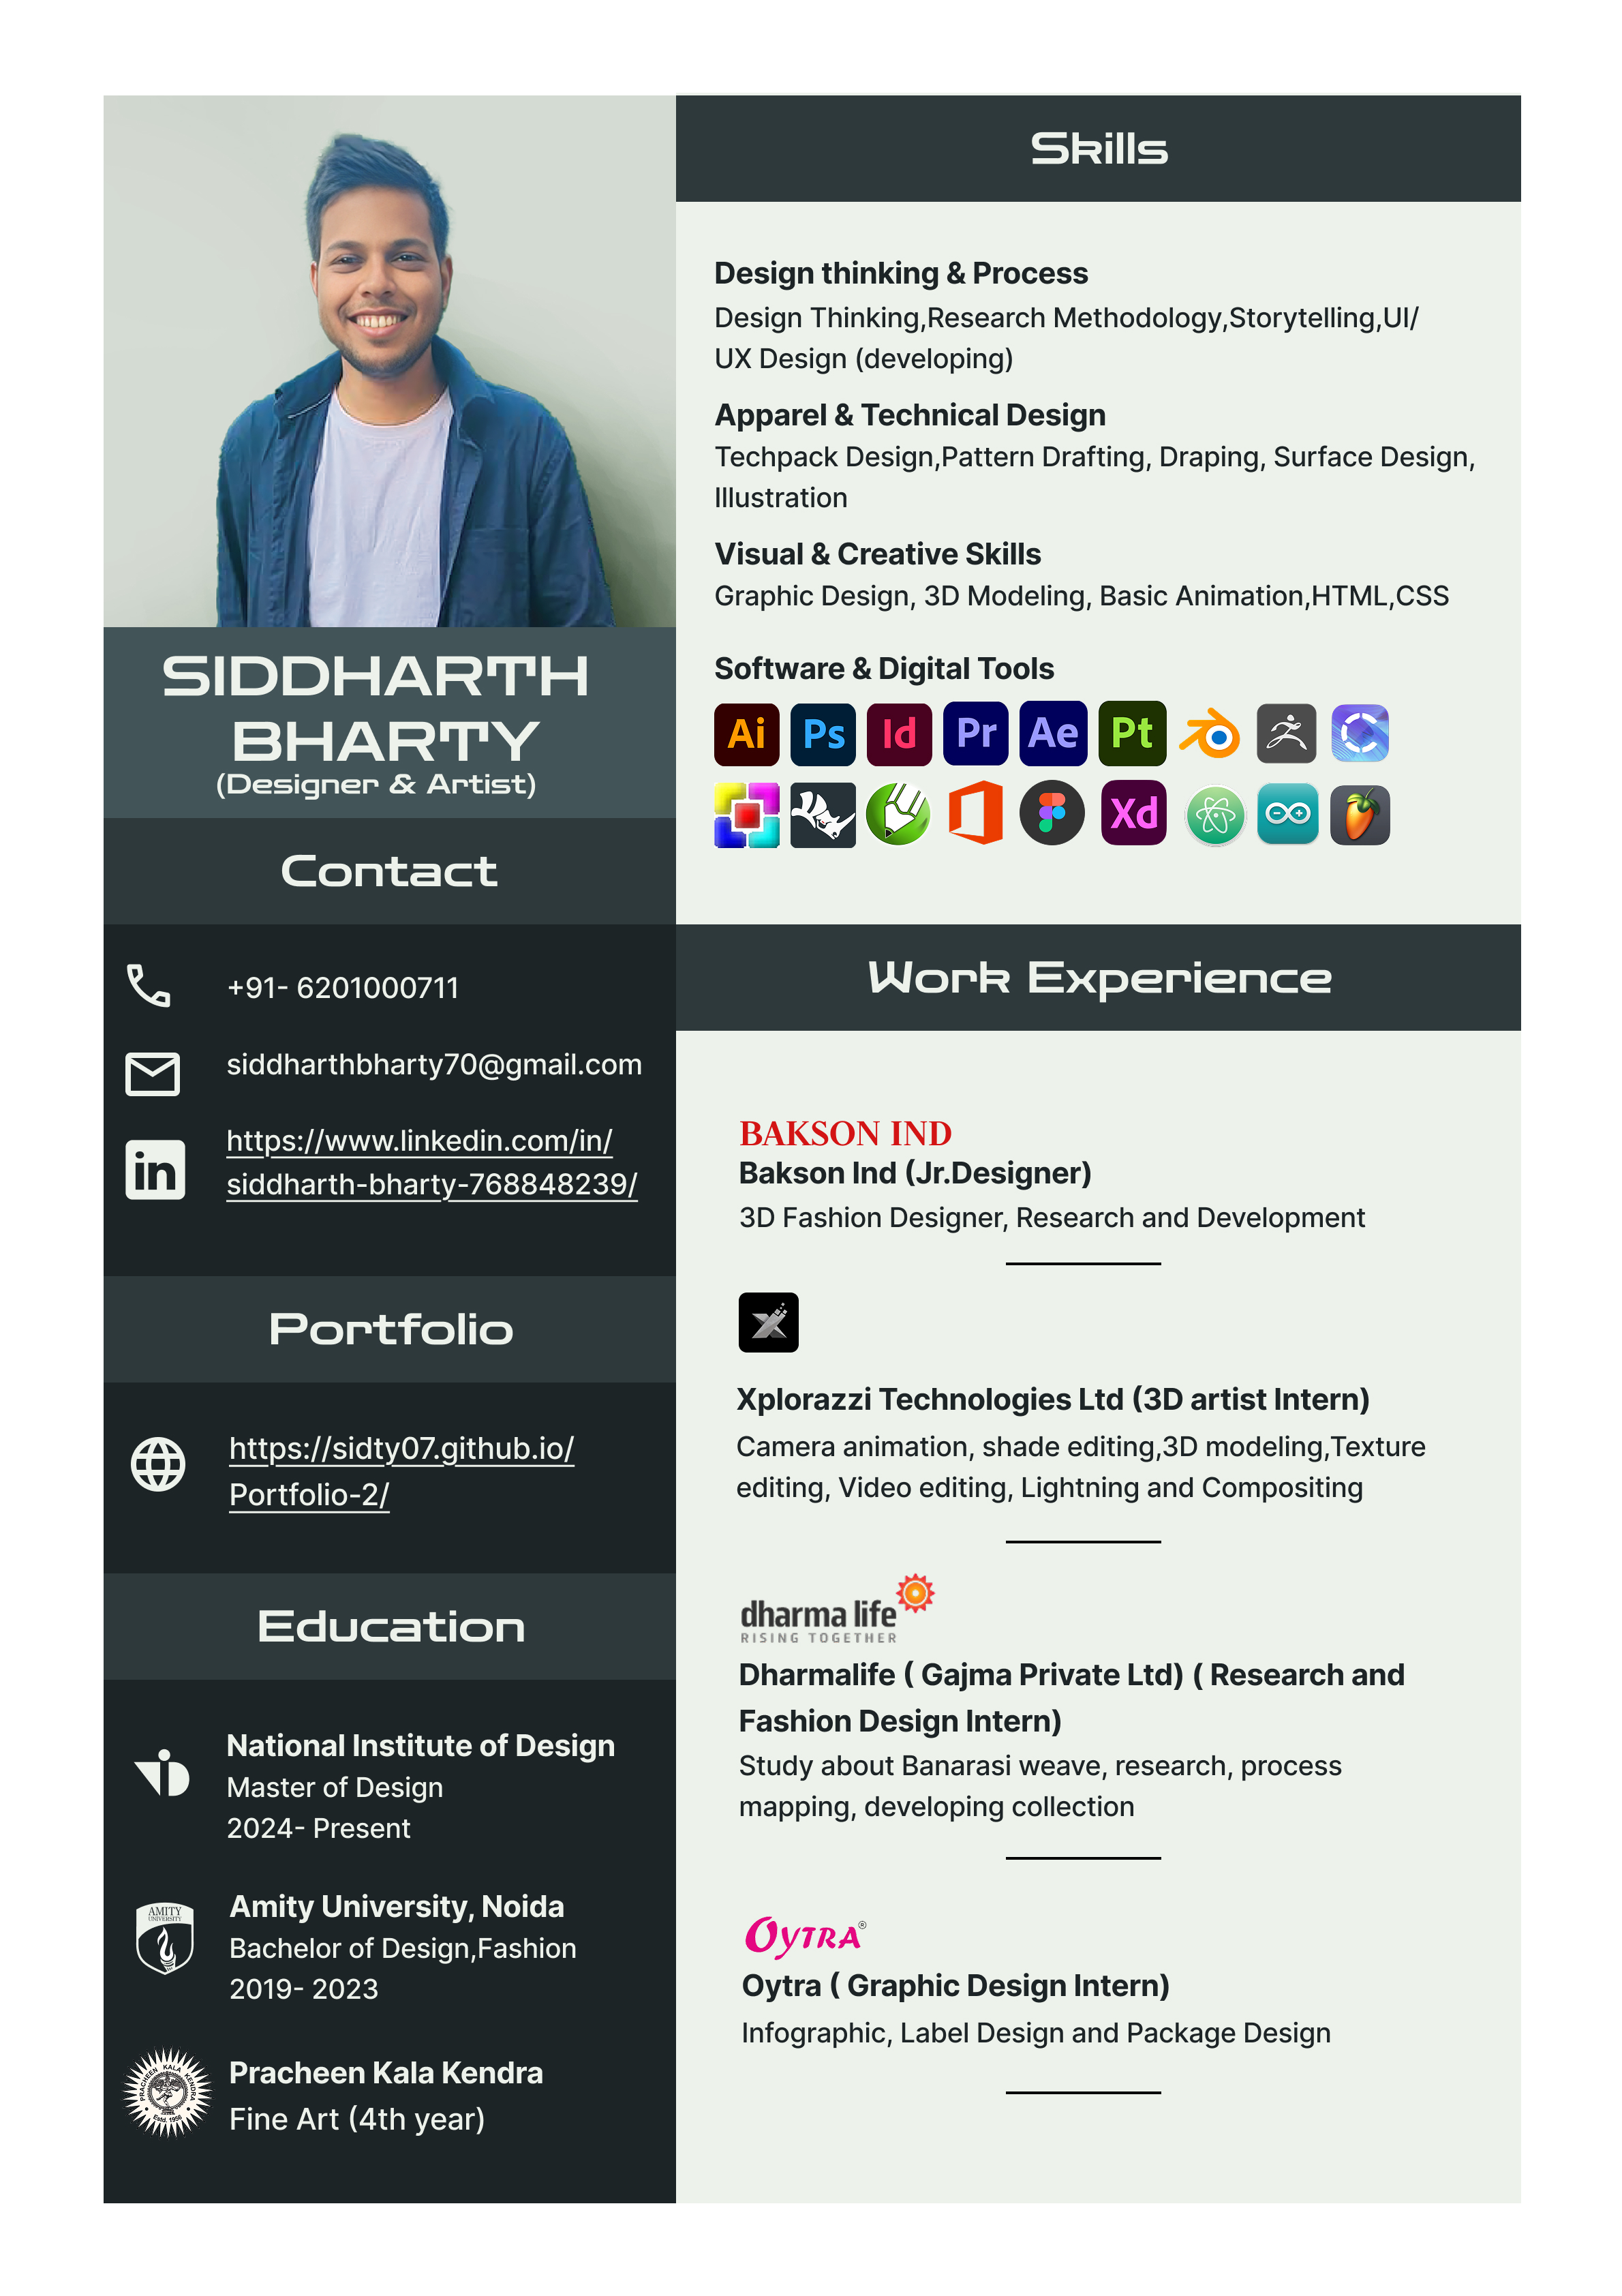 SIDDHARTH
BHARTY
(Designer & Artist)
Contact
+91- 6201000711
siddharthbharty70@gmail.com
https://www.linkedin.com/in/
siddharth-bharty-768848239/
Portfolio
https://sidty07.github.io/
Portfolio-2/
Education
National Institute of Design
Master of Design
2024- Present
AMITY
UNIVERSITY
Amity University, Noida
Bachelor of Design,Fashion
2019- 2023
PRACHEEN KALA KENDRA
Estd. 1956
Pracheen Kala Kendra
Fine Art (4th year)
Skills
Design thinking & Process
Design Thinking,Research Methodology,Storytelling,UI/
UX Design (developing)
Apparel & Technical Design
Techpack Design,Pattern Drafting, Draping, Surface Design,
Illustration
Visual & Creative Skills
Graphic Design, 3D Modeling, Basic Animation,HTML,CSS
Software & Digital Tools
Ai Ps Id Pr Ae Pt
Xd
Work Experience
BAKSON IND
Bakson Ind (Jr.Designer)
3D Fashion Designer, Research and Development
Xplorazzi Technologies Ltd (3D artist Intern)
Camera animation, shade editing,3D modeling,Texture
editing, Video editing, Lightning and Compositing
dharma life
RISING TOGETHER
Dharmalife ( Gajma Private Ltd) ( Research and
Fashion Design Intern)
Study about Banarasi weave, research, process
mapping, developing collection
OYTRA®
Oytra ( Graphic Design Intern)
Infographic, Label Design and Package Design